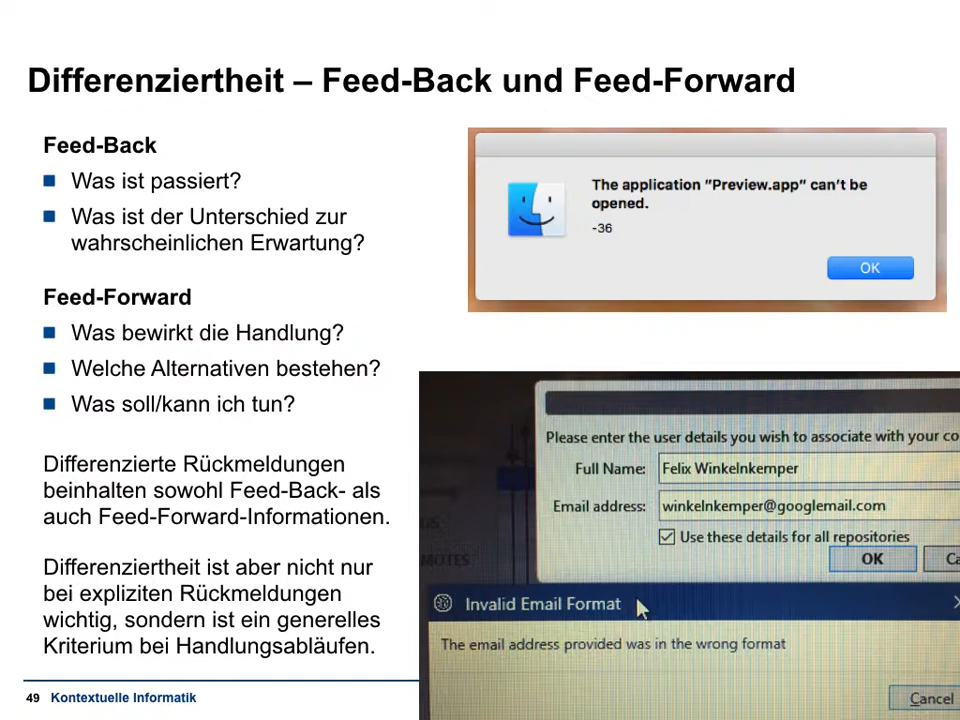 Differenziertheit – Feed-Back und Feed-Forward
Feed-Back
Was ist passiert?
Was ist der Unterschied zur
wahrscheinlichen Erwartung?
Feed-Forward
Was bewirkt die Handlung?
Welche Alternativen bestehen?
Was soll/kann ich tun?
Differenzierte Rückmeldungen
beinhalten sowohl Feed-Back- als
auch Feed-Forward-Informationen.
Differenziertheit ist aber nicht nur
bei expliziten Rückmeldungen
wichtig, sondern ist ein generelles
Kriterium bei Handlungsabläufen.
The application "Preview.app" can't be
opened.
-36
OK
Please enter the user details you wish to associate with your co
Full Name: Felix Winkelnkemper
Email address: winkelnkemper@googlemail.com
Use these details for all repositories
OK Ca
MOTES
Invalid Email Format
The email address provided was in the wrong format
Cancel
49 Kontextuelle Informatik